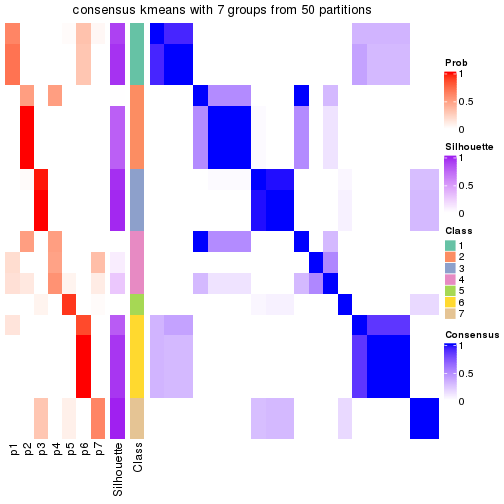 consensus kmeans with 7 groups from 50 partitions
Prob
1
0.5
0
Silhouette
1
0.5
0
Class
1
2
3
4
5
6
7
Consensus
1
0.5
0
p1
p2
p3
p4
p5
p6
p7
Silhouette
Class